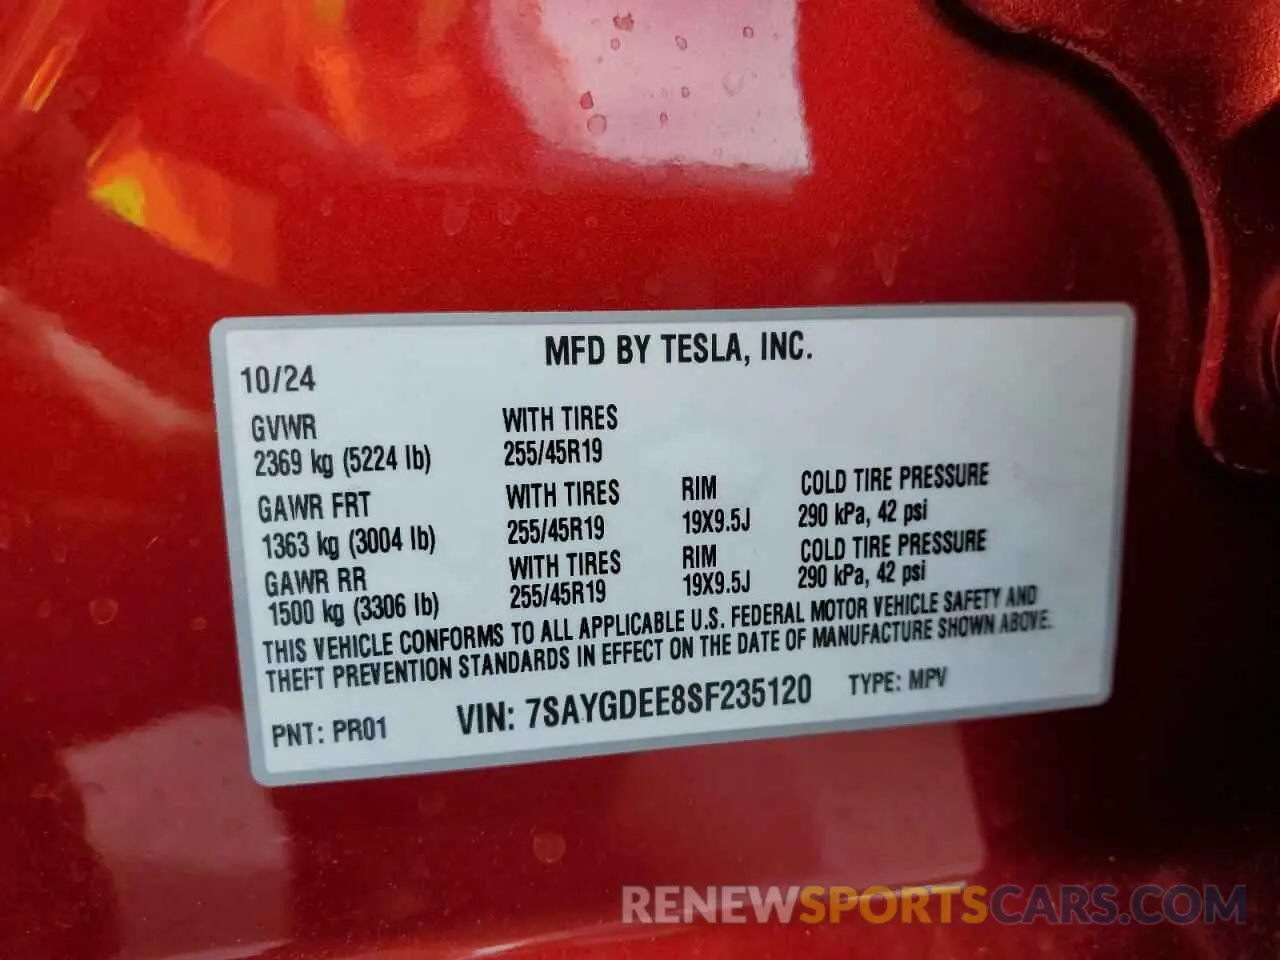 MFD BY TESLA, INC.
10/24
GVWR WITH TIRES
2369 kg (5224 lb) 255/45R19
GAWR FRT WITH TIRES RIM COLD TIRE PRESSURE
1363 kg (3004 lb) 255/45R19 19X9.5J 290 kPa, 42 psi
GAWR RR WITH TIRES RIM COLD TIRE PRESSURE
1500 kg (3306 lb) 255/45R19 19X9.5J 290 kPa, 42 psi
THIS VEHICLE CONFORMS TO ALL APPLICABLE U.S. FEDERAL MOTOR VEHICLE SAFETY AND
THEFT PREVENTION STANDARDS IN EFFECT ON THE DATE OF MANUFACTURE SHOWN ABOVE.
PNT: PR01 VIN: 7SAYGDEE8SF235120 TYPE: MPV
RENEWSPORTSCARS.COM